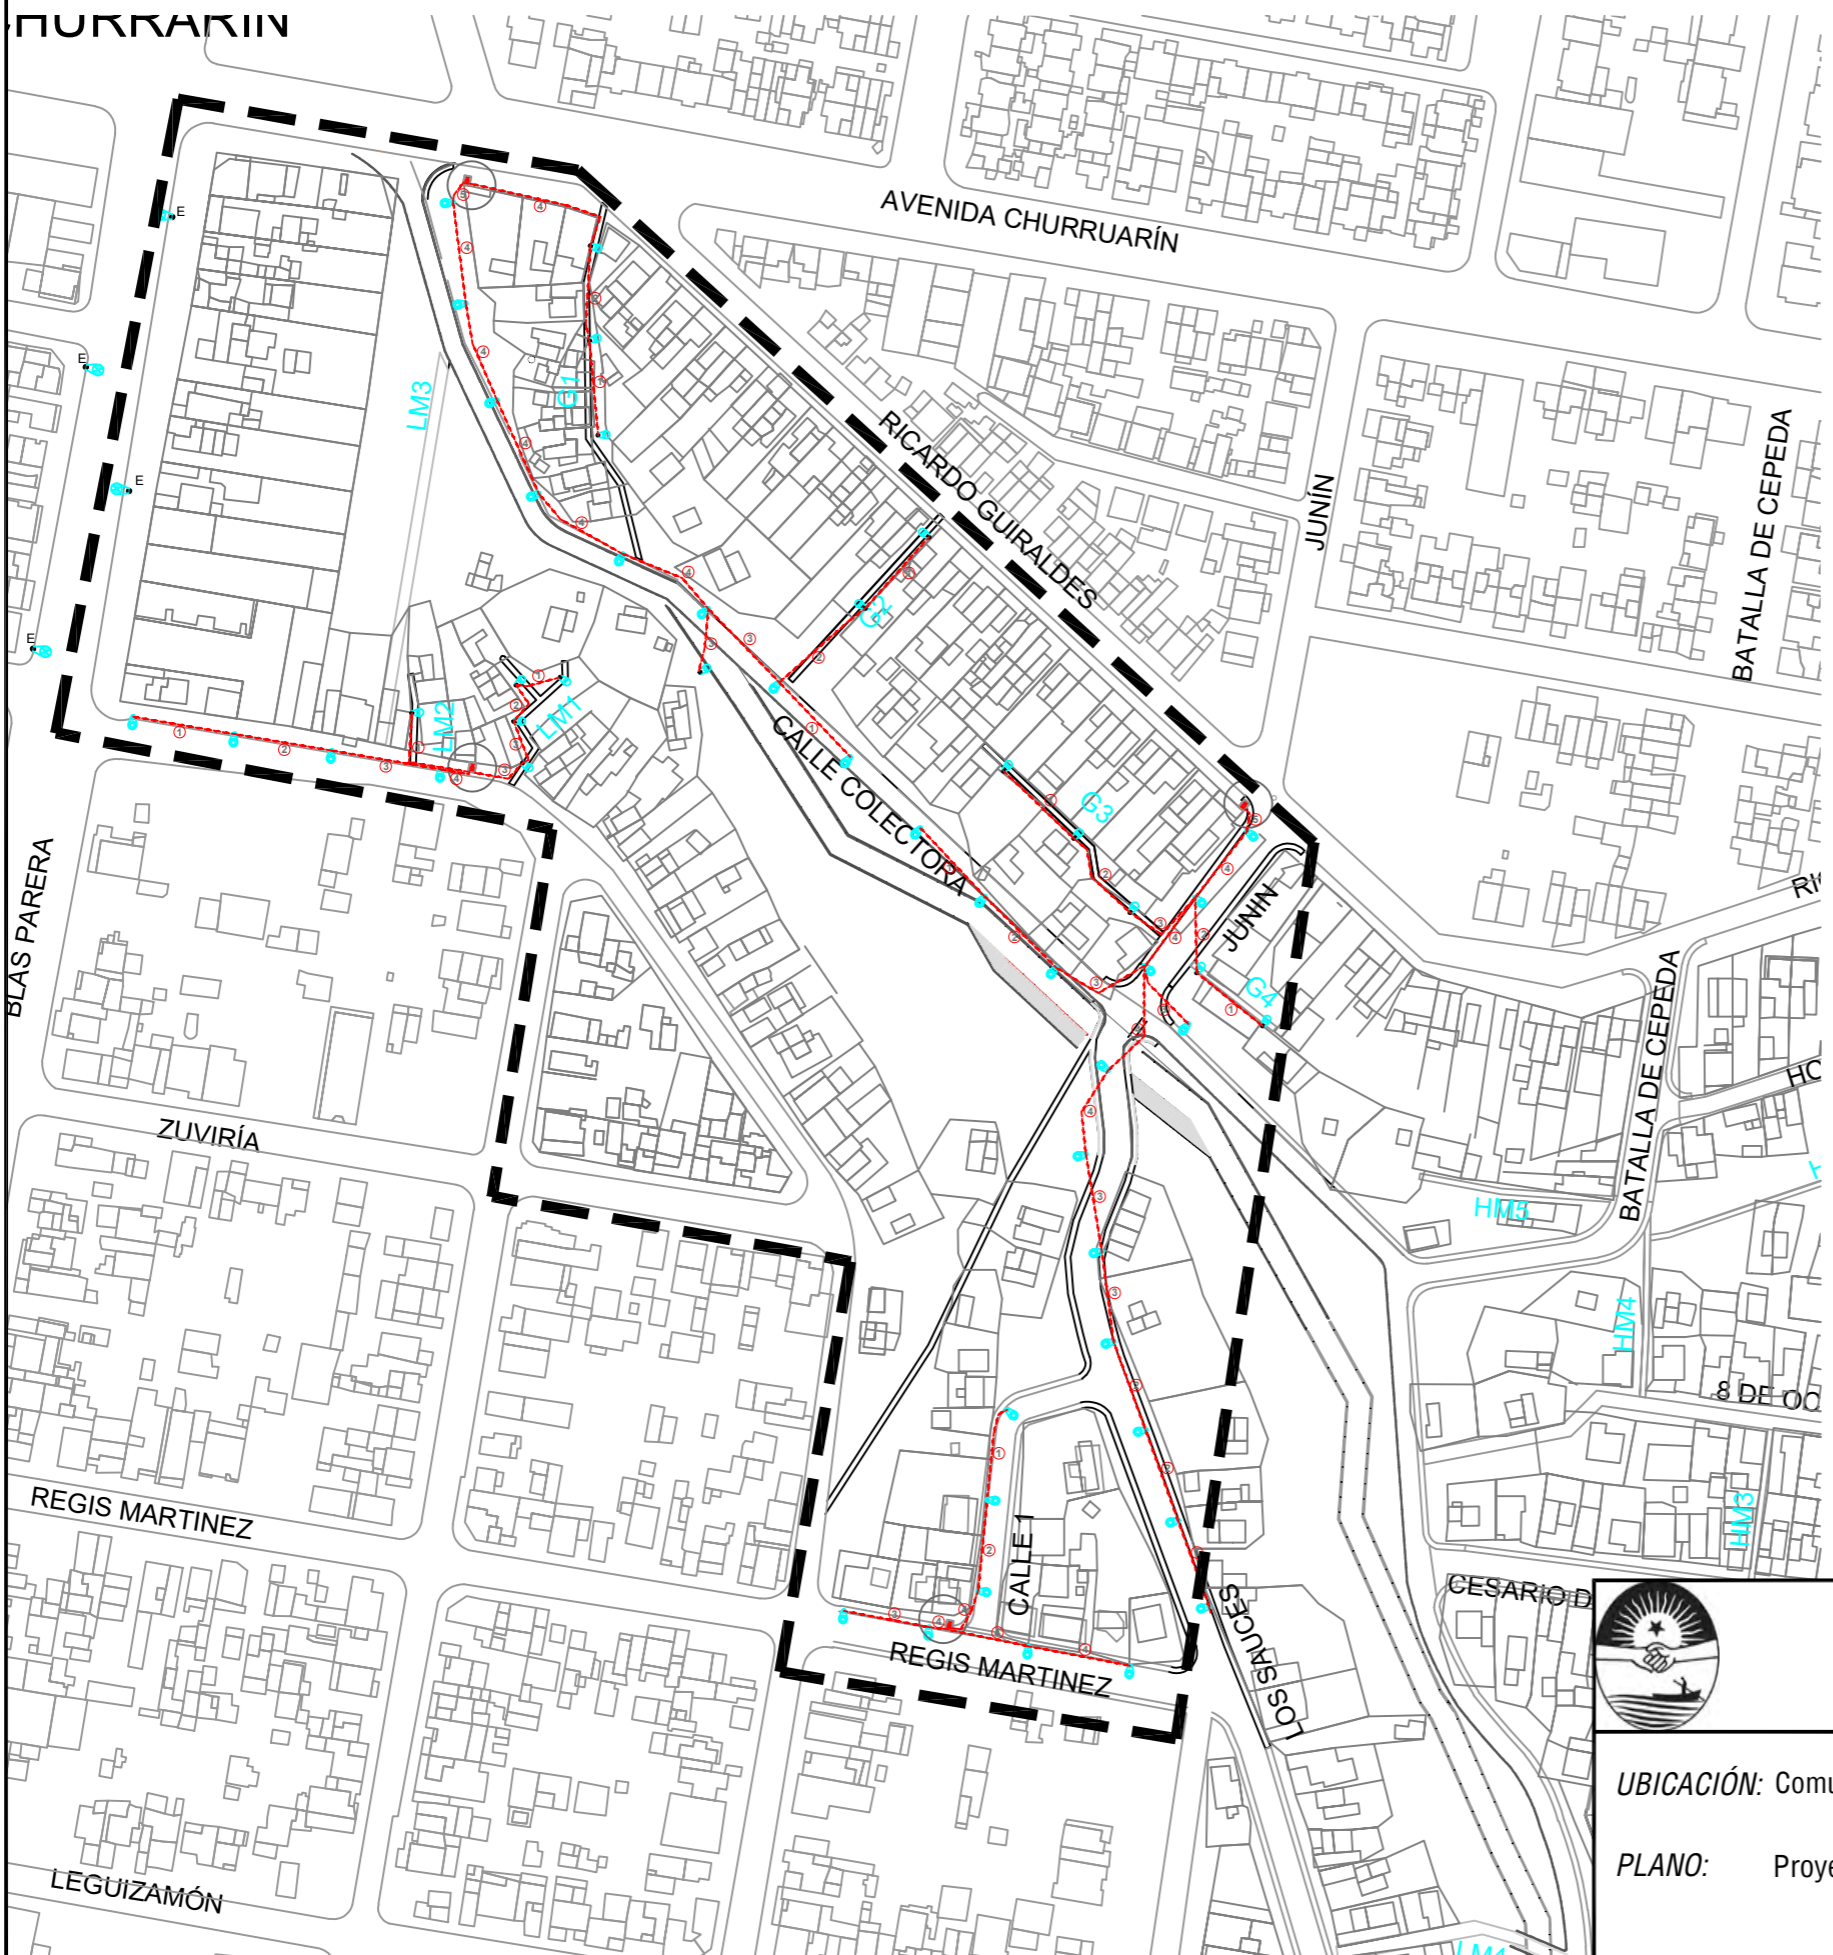 CHURRARIN
AVENIDA CHURRUARÍN
E
E
E
E
LM3
G1
RICARDO GUIRALDES
JUNÍN
BATALLA DE CEPEDA
G2
LM2
LM1
CALLE COLECTORA
G3
JUNIN
G4
BLAS PARERA
BATALLA DE CEPEDA
ZUVIRÍA
HM5
HM4
8 DE OC
HM3
REGIS MARTINEZ
CALLE 1
CESARIO D
LOS SAUCES
REGIS MARTINEZ
UBICACIÓN: Comu
PLANO: Proye
LEGUIZAMÓN
LM4